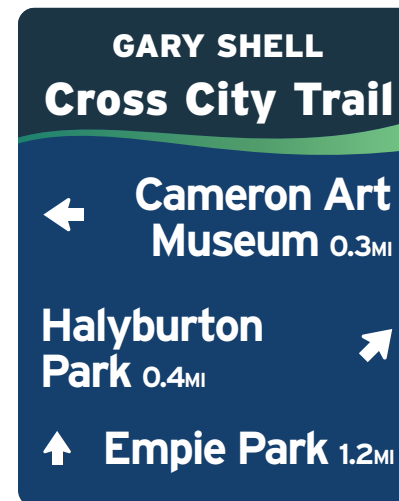 GARY SHELL
Cross City Trail
Cameron Art
Museum 0.3MI
Halyburton
Park 0.4MI
Empie Park 1.2MI